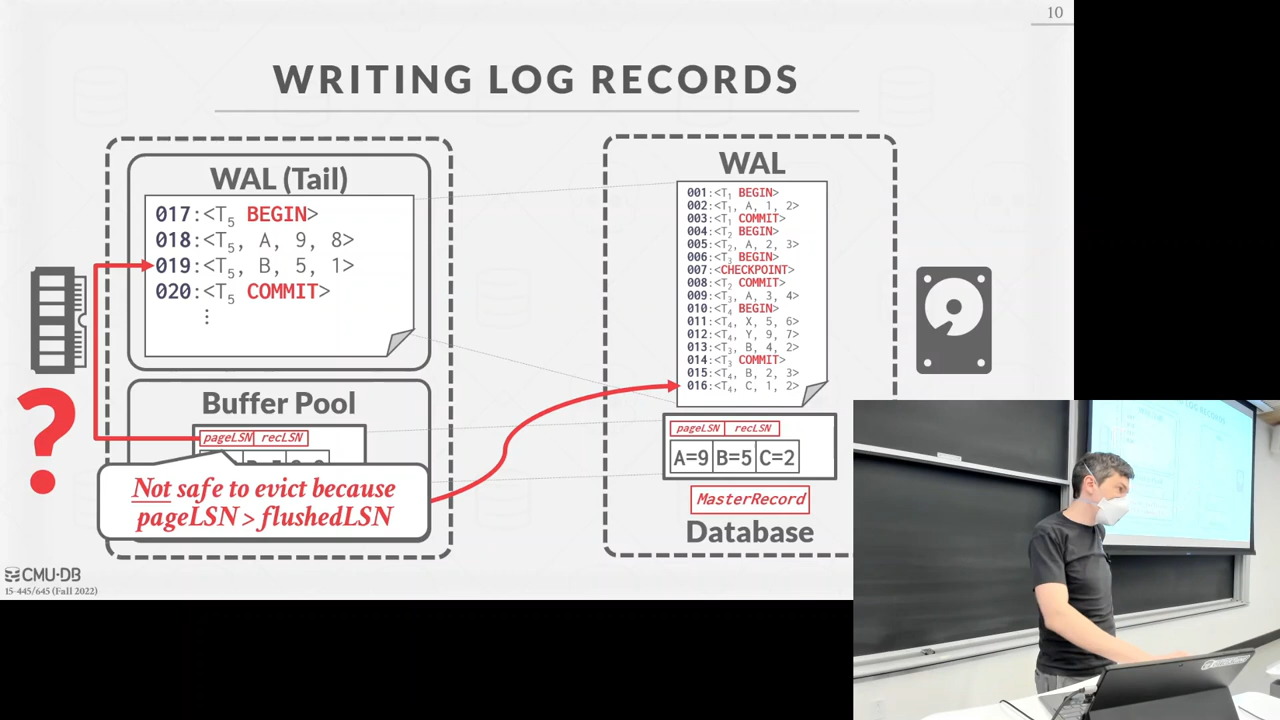 10
WRITING LOG RECORDS
WAL (Tail)
017:<T5 BEGIN>
018:<T5, A, 9, 8>
019:<T5, B, 5, 1>
020:<T5 COMMIT>
⋮
Buffer Pool
pageLSN recLSN
?
Not safe to evict because
pageLSN > flushedLSN
WAL
001:<T1 BEGIN>
002:<T1, A, 1, 2>
003:<T1 COMMIT>
004:<T2 BEGIN>
005:<T2, A, 2, 3>
006:<T3 BEGIN>
007:<CHECKPOINT>
008:<T2 COMMIT>
009:<T3, A, 3, 4>
010:<T4 BEGIN>
011:<T4, X, 5, 6>
012:<T4, Y, 9, 7>
013:<T3, B, 4, 2>
014:<T3 COMMIT>
015:<T4, B, 2, 3>
016:<T4, C, 1, 2>
pageLSN recLSN
A=9 B=5 C=2
MasterRecord
Database
CMU·DB
15-445/645 (Fall 2022)